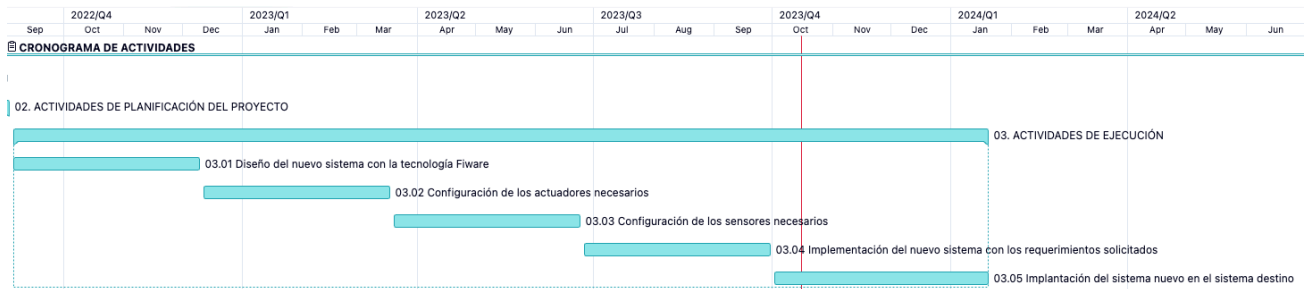 2022/Q4 2023/Q1 2023/Q2 2023/Q3 2023/Q4 2024/Q1 2024/Q2
Sep Oct Nov Dec Jan Feb Mar Apr May Jun Jul Aug Sep Oct Nov Dec Jan Feb Mar Apr May Jun
CRONOGRAMA DE ACTIVIDADES
02. ACTIVIDADES DE PLANIFICACIÓN DEL PROYECTO
03. ACTIVIDADES DE EJECUCIÓN
03.01 Diseño del nuevo sistema con la tecnología Fiware
03.02 Configuración de los actuadores necesarios
03.03 Configuración de los sensores necesarios
03.04 Implementación del nuevo sistema con los requerimientos solicitados
03.05 Implantación del sistema nuevo en el sistema destino